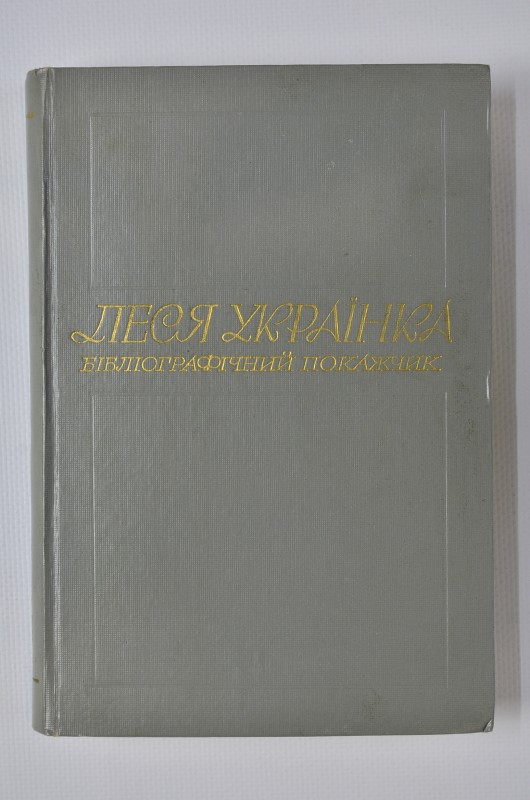 ЛЕСЯ УКРАЇНКА
БІБЛІОГРАФІЧНИЙ ПОКАЖЧИК